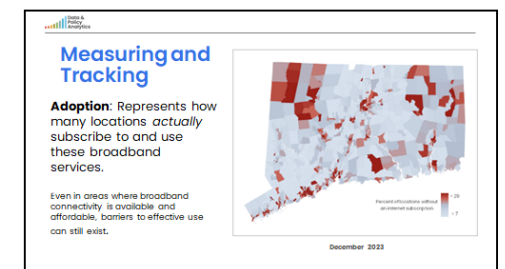 Data &
Policy
Analytics
Measuring and
Tracking
Adoption: Represents how
many locations actually
subscribe to and use
these broadband
services.
Even in areas where broadband
connectivity is available and
affordable, barriers to effective use
can still exist.
Percent of locations without
an internet subscription
> 26
< 7
December 2023